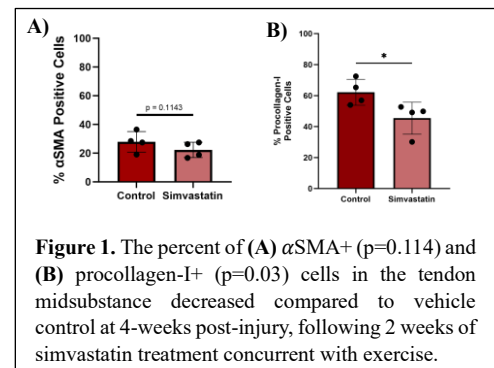 A)
% αSMA Positive Cells
100
80
60
40
20
0
p = 0.1143
Control
Simvastatin
B)
% Procollagen-I
Positive Cells
100
80
60
40
20
0
*
Control
Simvastatin
Figure 1. The percent of (A) αSMA+ (p=0.114) and
(B) procollagen-I+ (p=0.03) cells in the tendon
midsubstance decreased compared to vehicle
control at 4-weeks post-injury, following 2 weeks of
simvastatin treatment concurrent with exercise.